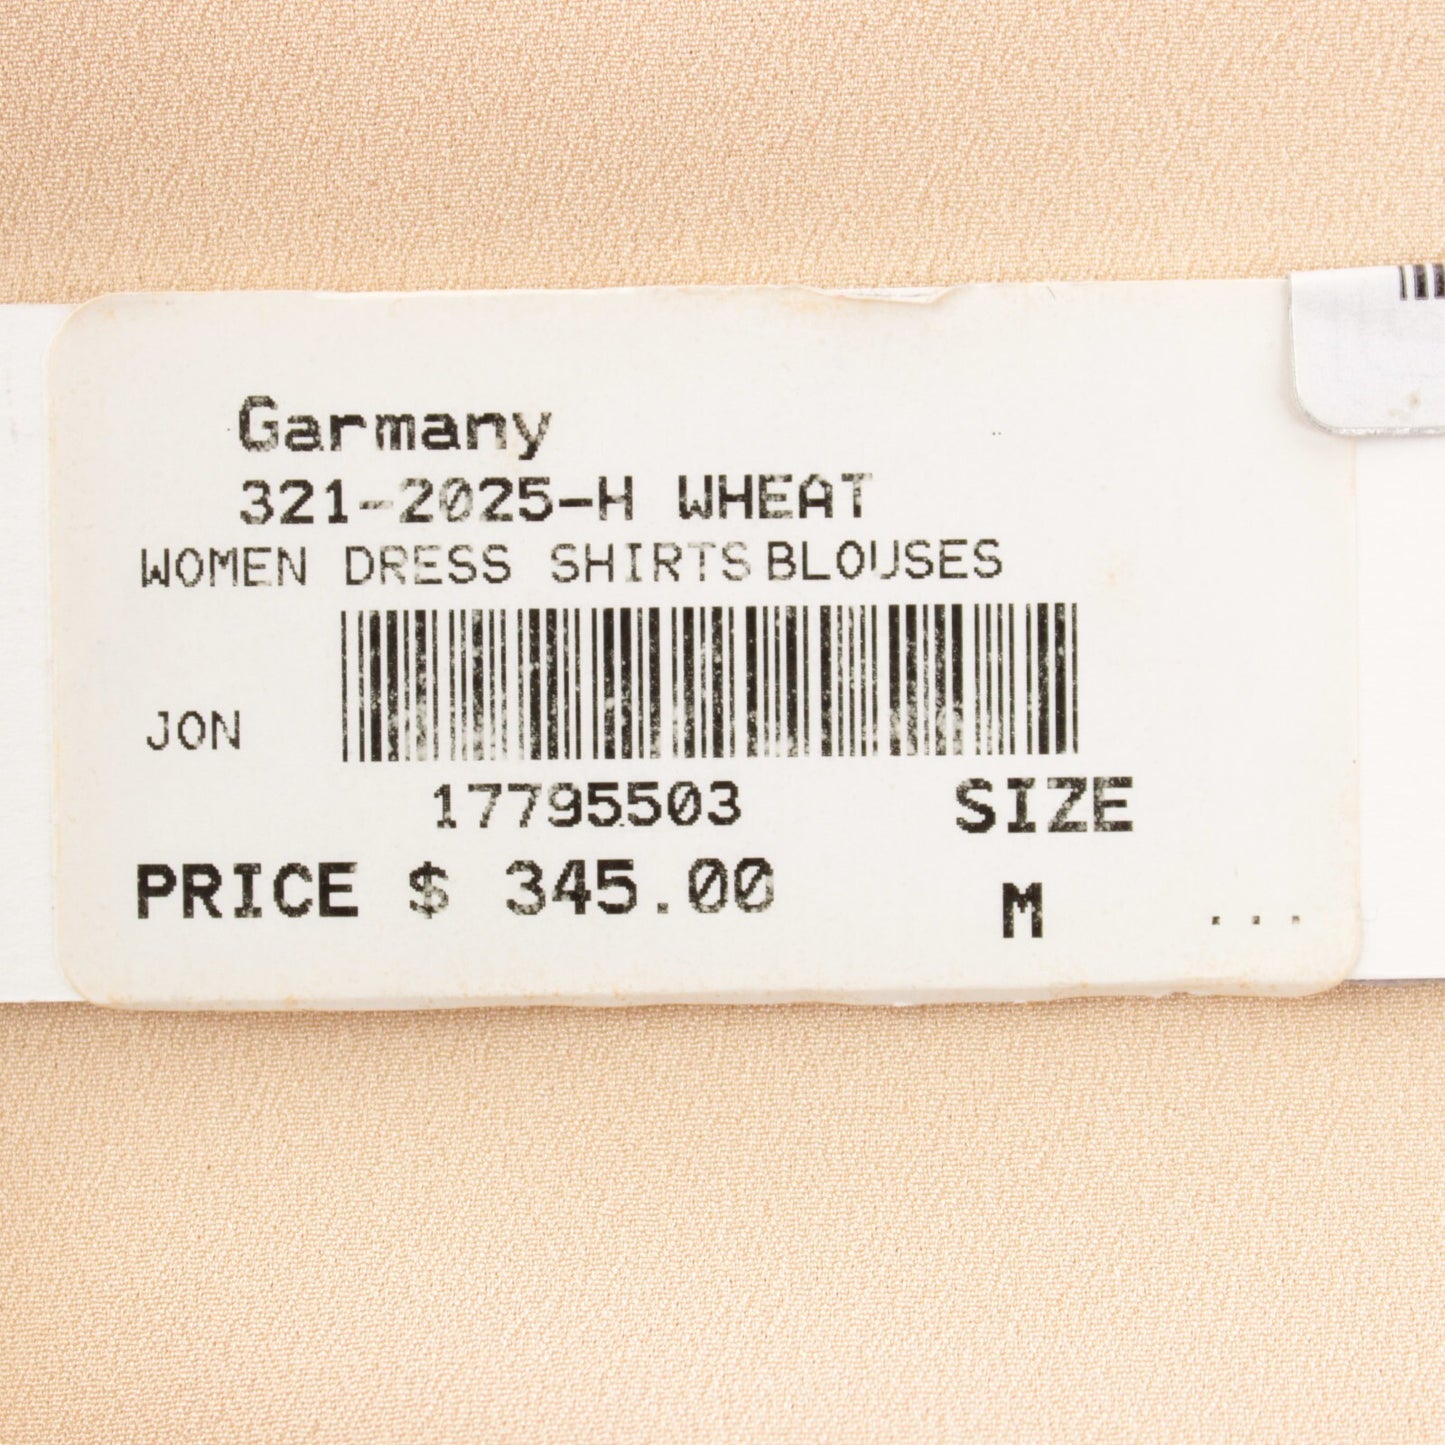 Garmany
321-2025-H WHEAT
WOMEN DRESS SHIRTS BLOUSES
JON
17795503
SIZE
PRICE $ 345.00
M
...